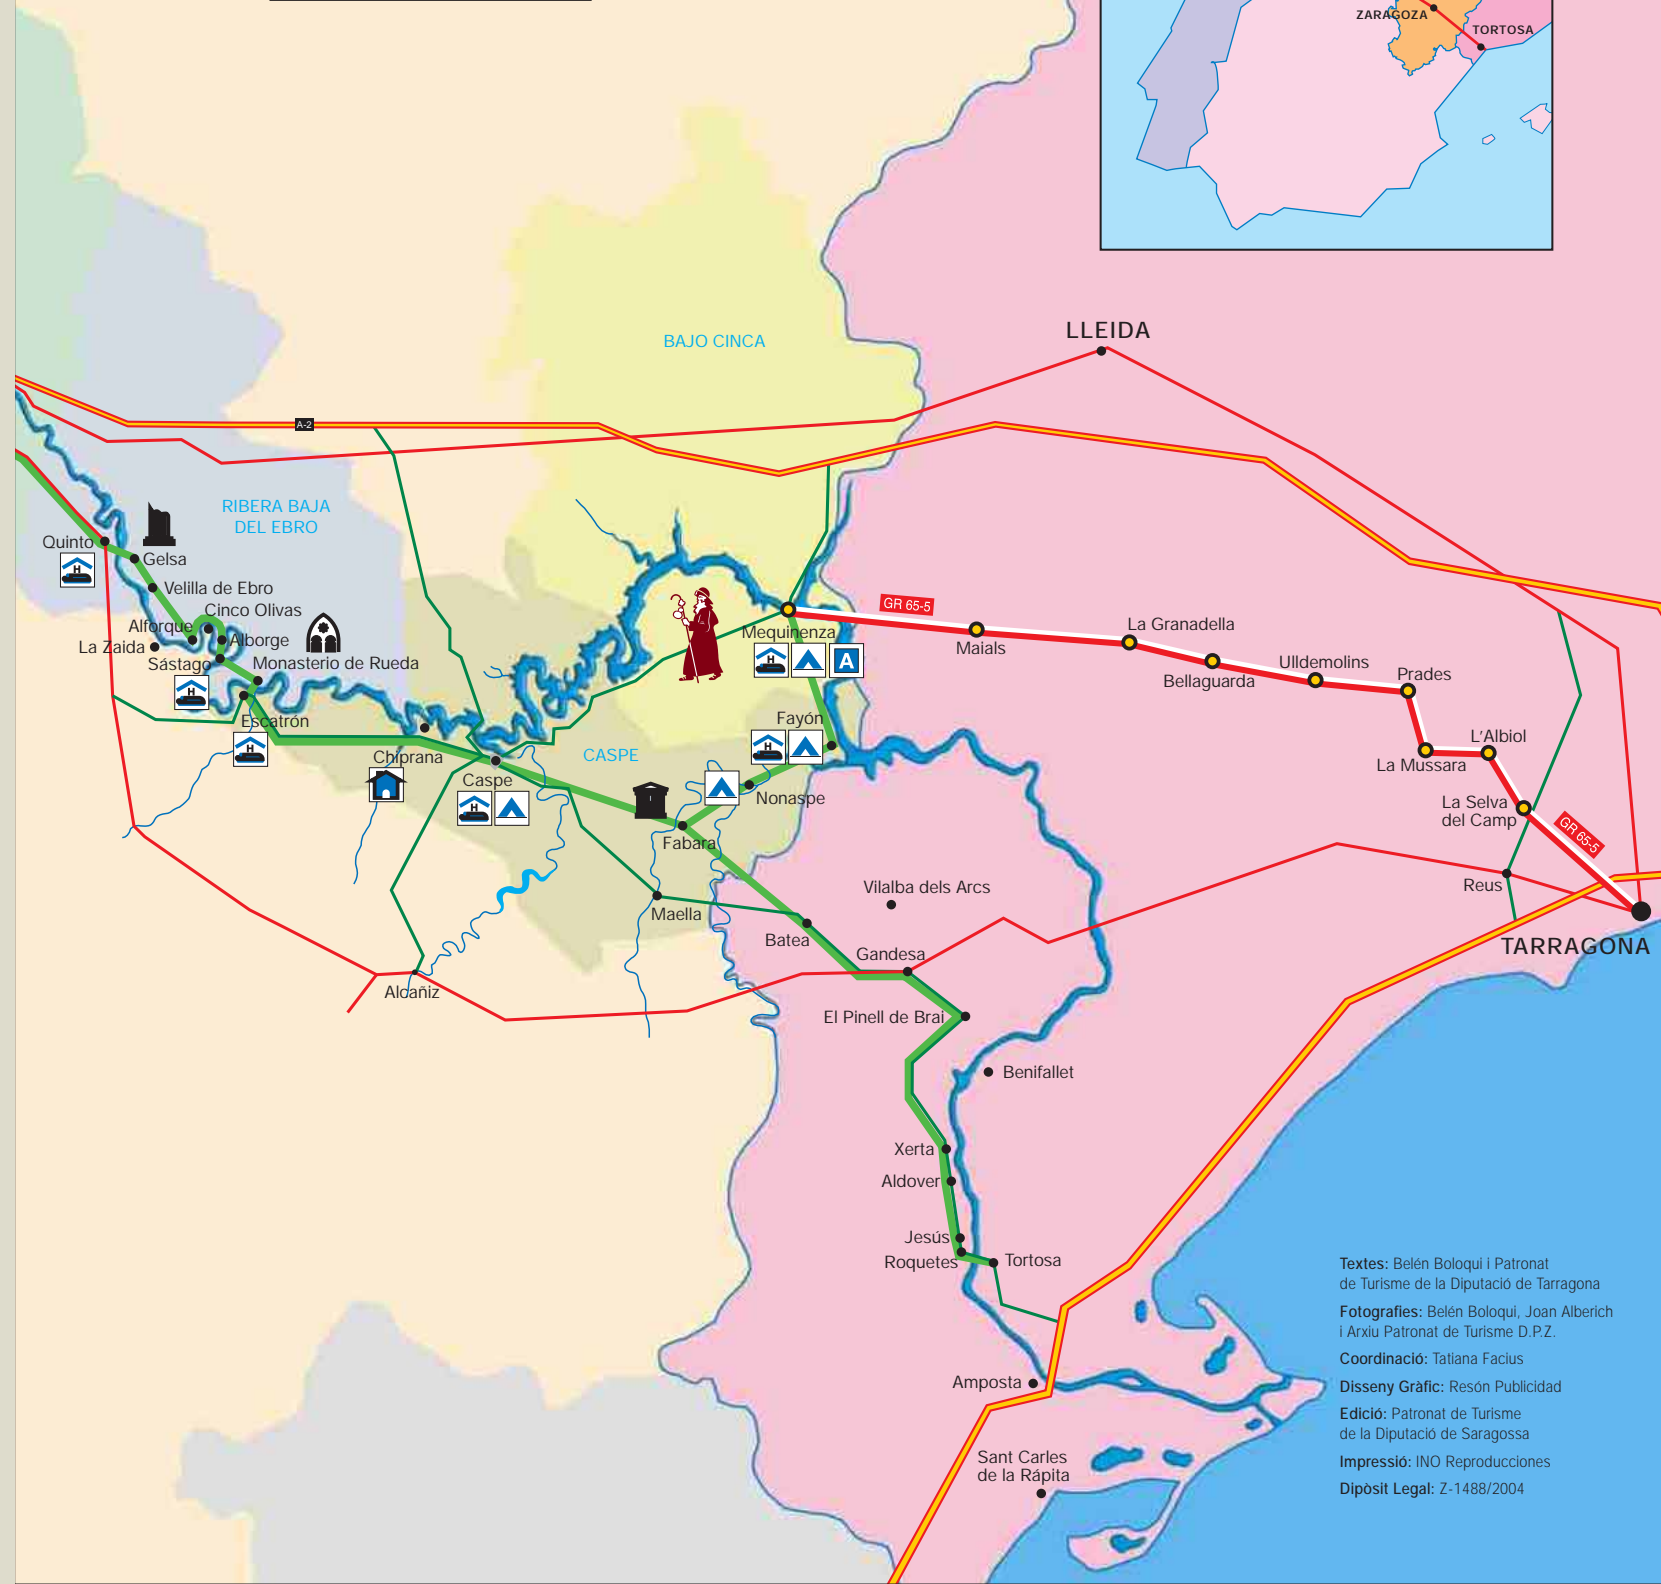 ZARAGOZA
TORTOSA
LLEIDA
BAJO CINCA
A-2
RIBERA BAJA
DEL EBRO
Quinto
Gelsa
H
Velilla de Ebro
Cinco Olivas
Alforque
Alborge
La Zaida
Sástago
Monasterio de Rueda
H
Escatrón
H
Chiprana
CASPE
Caspe
H
GR 65-5
Mequinenza
H
A
Maials
La Granadella
Bellaguarda
Ulldemolins
Prades
Fayón
H
L'Albiol
La Mussara
Nonaspe
La Selva
del Camp
GR 65-5
Fabara
Reus
Vilalba dels Arcs
Maella
Batea
TARRAGONA
Gandesa
Alcañiz
El Pinell de Brai
Benifallet
Xerta
Aldover
Jesús
Roquetes
Tortosa
Amposta
Sant Carles
de la Rápita
Textes: Belén Boloqui i Patronat
de Turisme de la Diputació de Tarragona
Fotografies: Belén Boloqui, Joan Alberich
i Arxiu Patronat de Turisme D.P.Z.
Coordinació: Tatiana Facius
Disseny Gràfic: Resón Publicidad
Edició: Patronat de Turisme
de la Diputació de Saragossa
Impressió: INO Reproducciones
Dipòsit Legal: Z-1488/2004